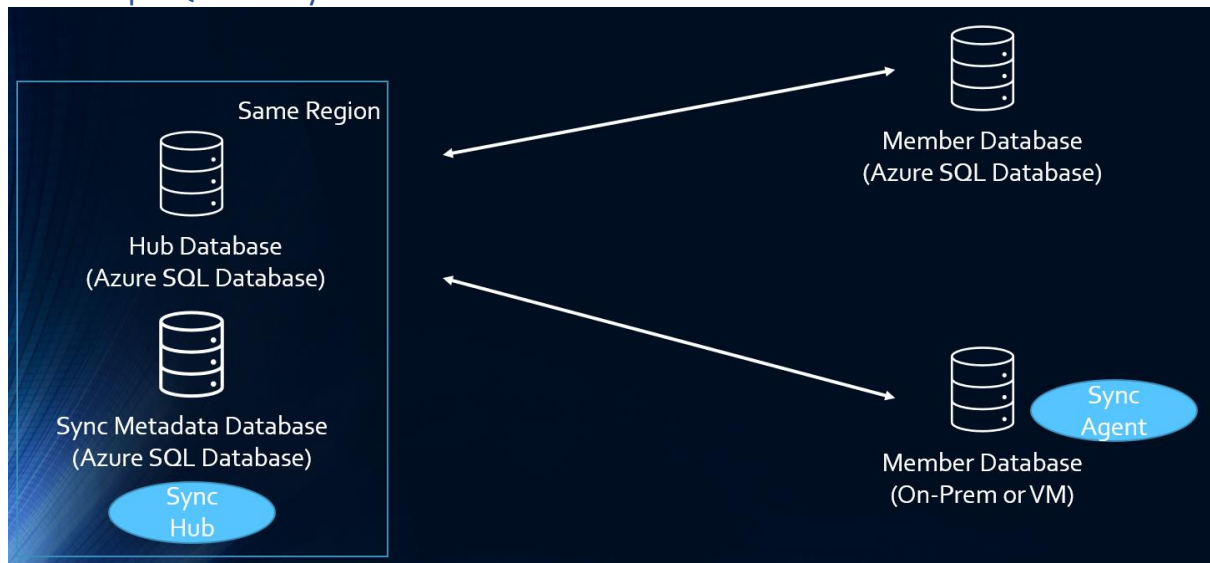 Same Region
Hub Database
(Azure SQL Database)
Sync Metadata Database
(Azure SQL Database)
Sync
Hub
Member Database
(Azure SQL Database)
Sync
Agent
Member Database
(On-Prem or VM)